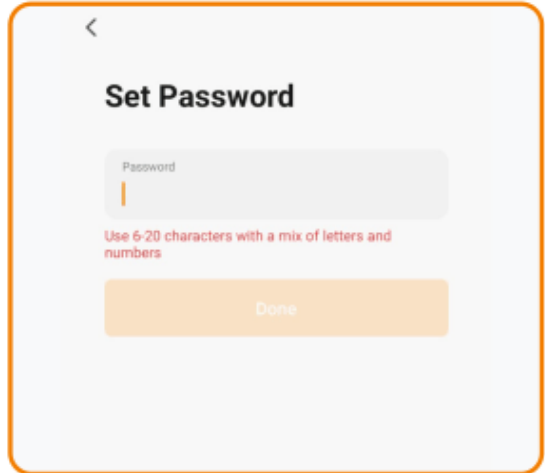 Set Password
Password
Use 6-20 characters with a mix of letters and
numbers
Done